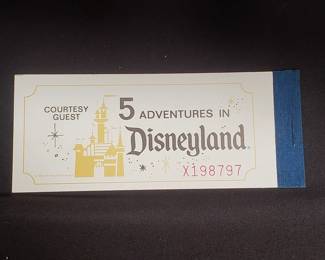 COURTESY
GUEST
5 ADVENTURES IN
Disneyland
X198797